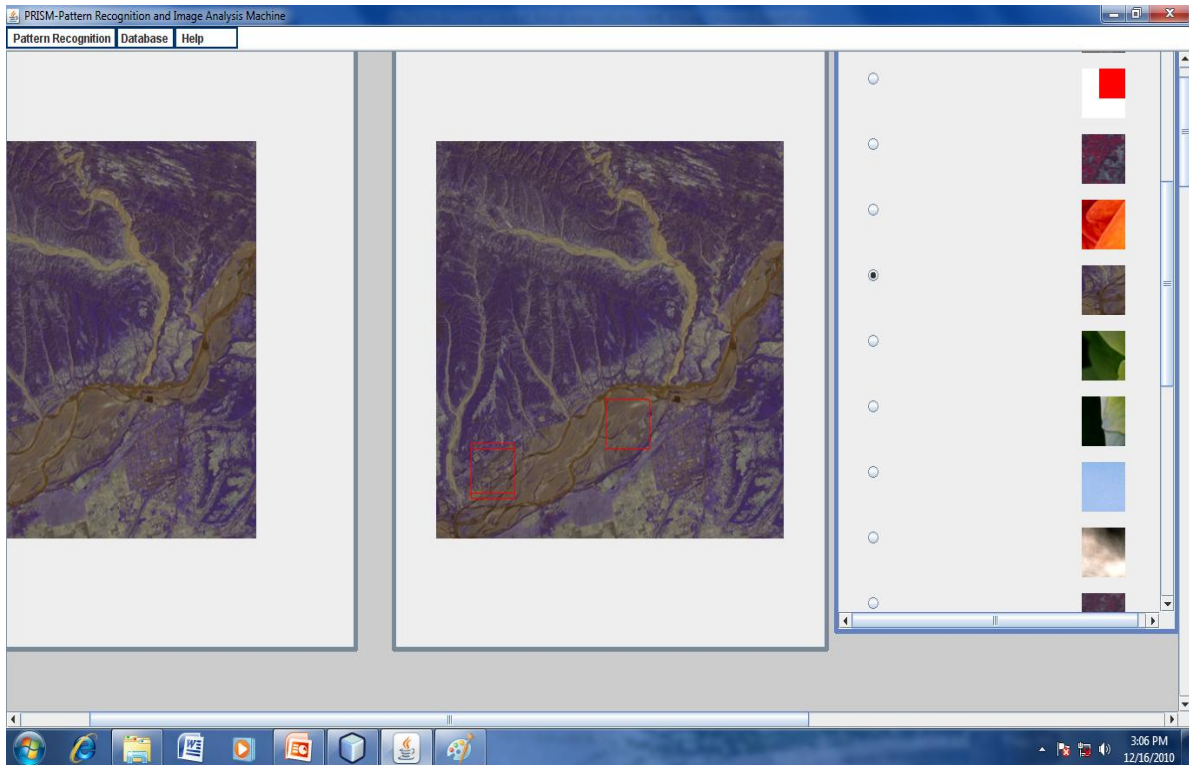 PRISM-Pattern Recognition and Image Analysis Machine
Pattern Recognition Database Help
3:06 PM
12/16/2010